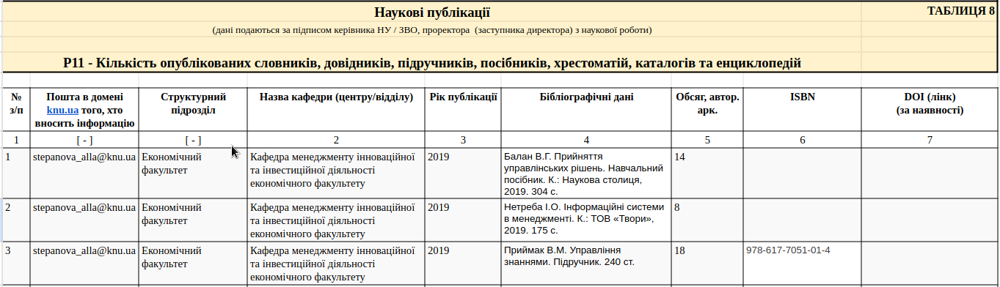 Наукові публікації
ТАБЛИЦЯ 8
(дані подаються за підписом керівника НУ / ЗВО, проректора (заступника директора) з наукової роботи)
Р11 - Кількість опублікованих словників, довідників, підручників, посібників, хрестоматій, каталогів та енциклопедій
№ з/п
Пошта в домені knu.ua того, хто вносить інформацію
Структурний підрозділ
Назва кафедри (центру/відділу)
Рік публікації
Бібліографічні дані
Обсяг, автор. арк.
ISBN
DOI (лінк)
(за наявності)
1
[ - ]
[ - ]
2
3
4
5
6
7
1
stepanova_alla@knu.ua
Економічний
факультет
Кафедра менеджменту інноваційної
та інвестиційної діяльності
економічного факультету
2019
Балан В.Г. Прийняття
управлінських рішень. Навчальний
посібник. К.: Наукова столиця,
2019. 304 с.
14
2
stepanova_alla@knu.ua
Економічний
факультет
Кафедра менеджменту інноваційної
та інвестиційної діяльності
економічного факультету
2019
Нетреба І.О. Інформаційні системи
в менеджменті. К.: ТОВ «Твори»,
2019. 175 с.
8
3
stepanova_alla@knu.ua
Економічний
факультет
Кафедра менеджменту інноваційної
та інвестиційної діяльності
економічного факультету
2019
Приймак В.М. Управління
знаннями. Підручник. 240 ст.
18
978-617-7051-01-4